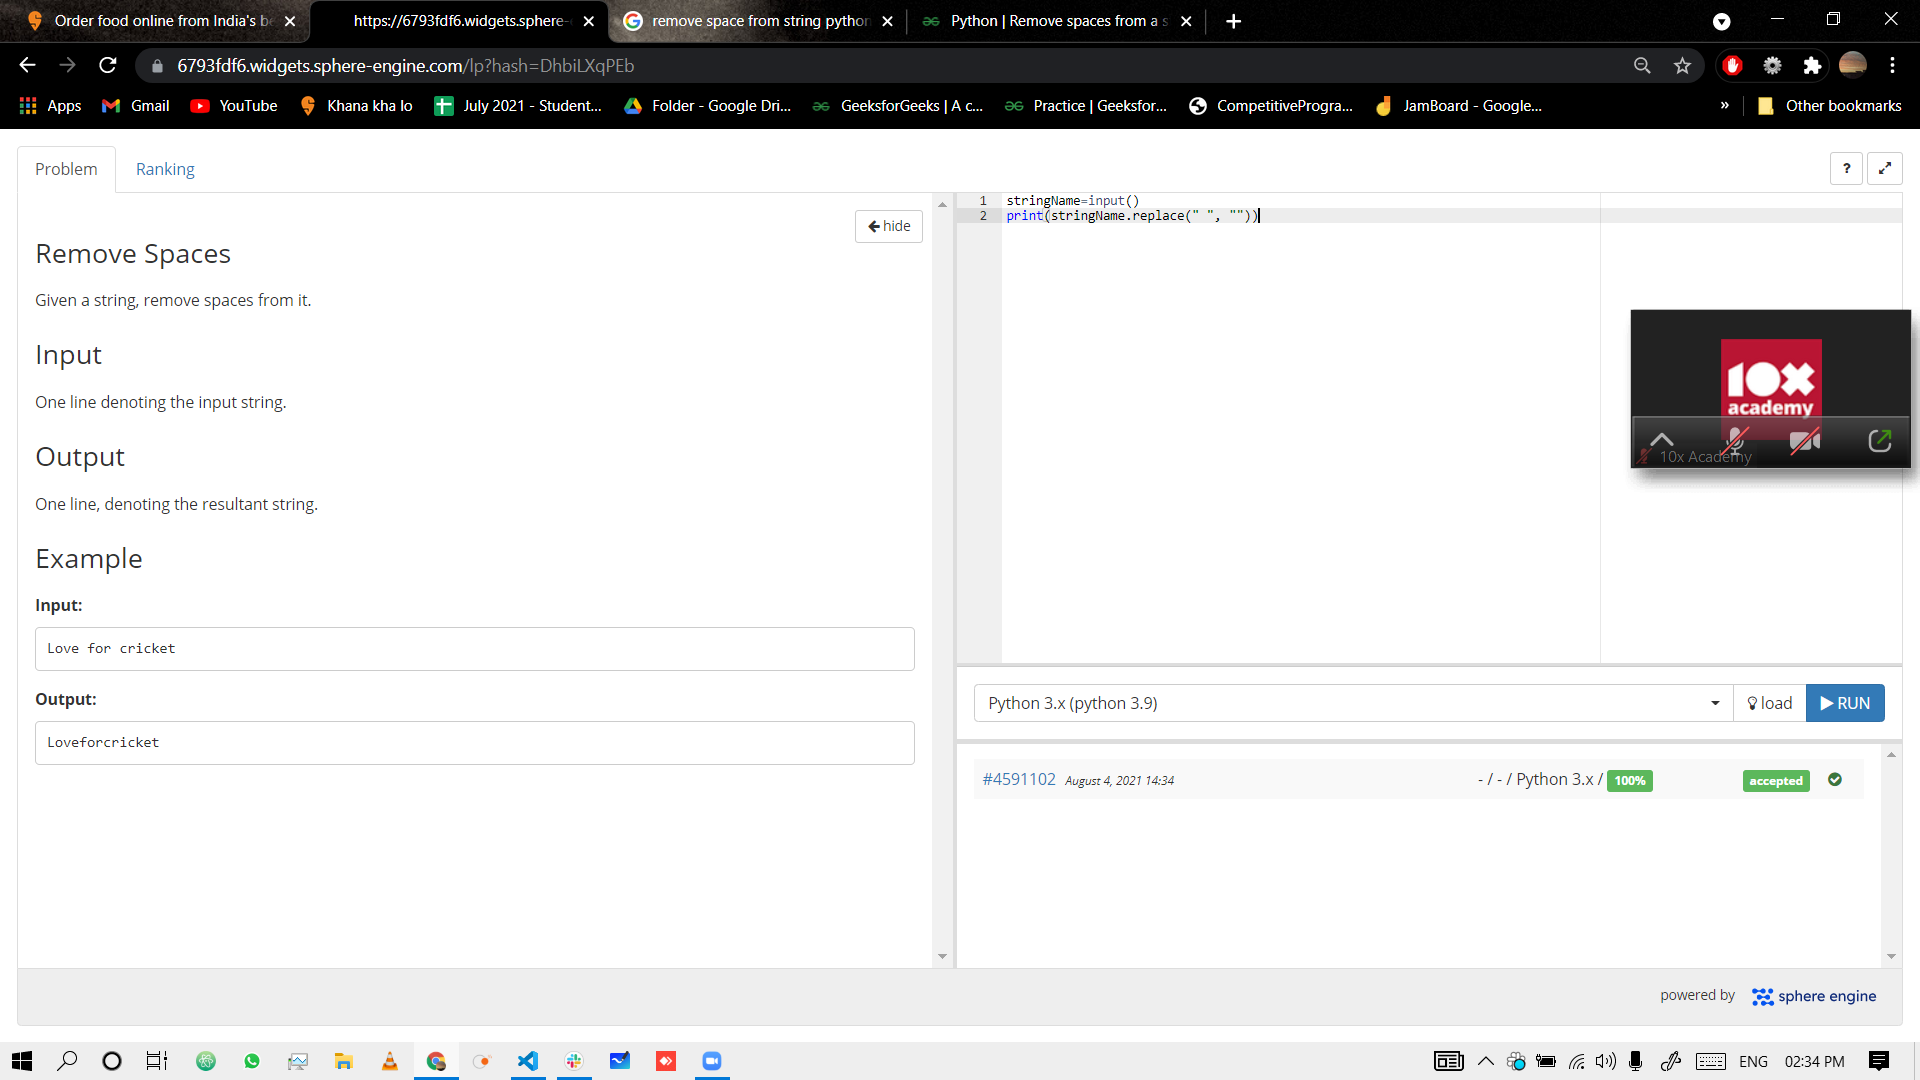 Order food online from India's be
https://6793fdf6.widgets.sphere-
remove space from string python
Python | Remove spaces from a s
6793fdf6.widgets.sphere-engine.com/lp?hash=DhbiLXqPEb
Apps
Gmail
YouTube
Khana kha lo
July 2021 - Student...
Folder - Google Dri...
GeeksforGeeks | A c...
Practice | Geeksfor...
CompetitiveProgra...
JamBoard - Google...
»
Other bookmarks
Problem
Ranking
?
hide
Remove Spaces
Given a string, remove spaces from it.
Input
One line denoting the input string.
Output
One line, denoting the resultant string.
Example
Input:
Love for cricket
Output:
Loveforcricket
1 stringName=input()
2 print(stringName.replace(" ", ""))
10x
academy
10x Academy
Python 3.x (python 3.9)
load
RUN
#4591102 August 4, 2021 14:34 - / - / Python 3.x / 100% accepted
powered by sphere engine
ENG 02:34 PM